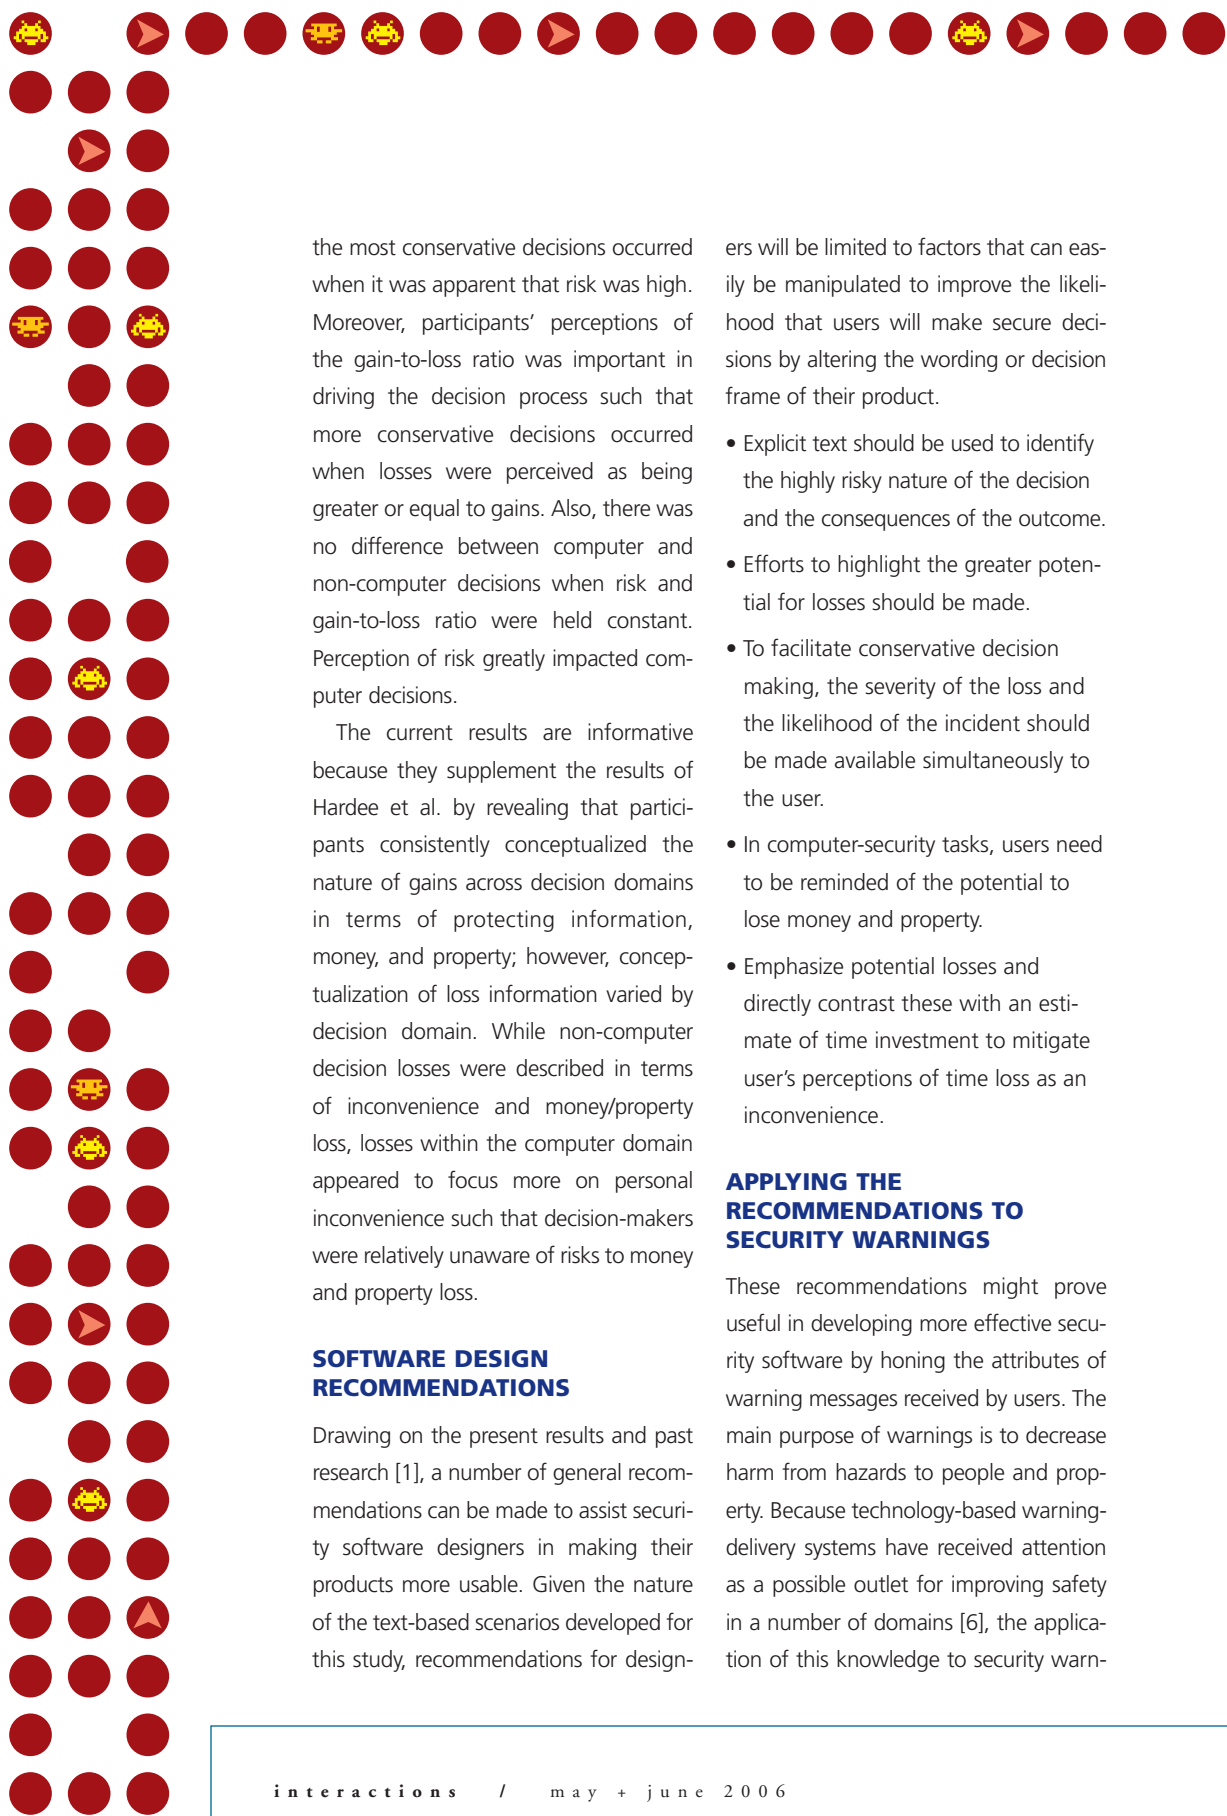 the most conservative decisions occurred
when it was apparent that risk was high.
Moreover, participants’ perceptions of
the gain-to-loss ratio was important in
driving the decision process such that
more conservative decisions occurred
when losses were perceived as being
greater or equal to gains. Also, there was
no difference between computer and
non-computer decisions when risk and
gain-to-loss ratio were held constant.
Perception of risk greatly impacted com-
puter decisions.
The current results are informative
because they supplement the results of
Hardee et al. by revealing that partici-
pants consistently conceptualized the
nature of gains across decision domains
in terms of protecting information,
money, and property; however, concep-
tualization of loss information varied by
decision domain. While non-computer
decision losses were described in terms
of inconvenience and money/property
loss, losses within the computer domain
appeared to focus more on personal
inconvenience such that decision-makers
were relatively unaware of risks to money
and property loss.
SOFTWARE DESIGN
RECOMMENDATIONS
Drawing on the present results and past
research [1], a number of general recom-
mendations can be made to assist securi-
ty software designers in making their
products more usable. Given the nature
of the text-based scenarios developed for
this study, recommendations for design-
ers will be limited to factors that can eas-
ily be manipulated to improve the likeli-
hood that users will make secure deci-
sions by altering the wording or decision
frame of their product.
• Explicit text should be used to identify
the highly risky nature of the decision
and the consequences of the outcome.
• Efforts to highlight the greater poten-
tial for losses should be made.
• To facilitate conservative decision
making, the severity of the loss and
the likelihood of the incident should
be made available simultaneously to
the user.
• In computer-security tasks, users need
to be reminded of the potential to
lose money and property.
• Emphasize potential losses and
directly contrast these with an esti-
mate of time investment to mitigate
user’s perceptions of time loss as an
inconvenience.
APPLYING THE
RECOMMENDATIONS TO
SECURITY WARNINGS
These recommendations might prove
useful in developing more effective secu-
rity software by honing the attributes of
warning messages received by users. The
main purpose of warnings is to decrease
harm from hazards to people and prop-
erty. Because technology-based warning-
delivery systems have received attention
as a possible outlet for improving safety
in a number of domains [6], the applica-
tion of this knowledge to security warn-
interactions / may + june 2006